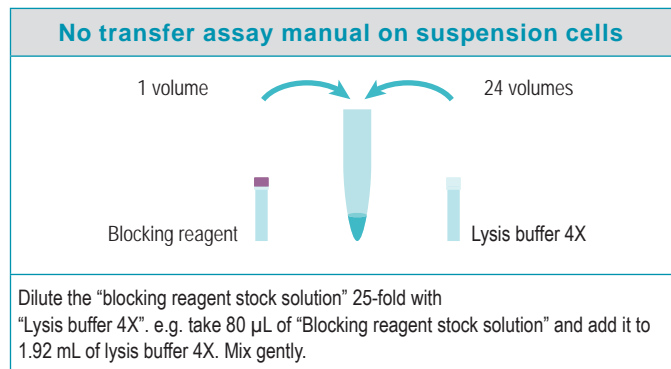 No transfer assay manual on suspension cells
1 volume
24 volumes
Blocking reagent
Lysis buffer 4X
Dilute the “blocking reagent stock solution” 25-fold with
“Lysis buffer 4X”. e.g. take 80 µL of “Blocking reagent stock solution” and add it to
1.92 mL of lysis buffer 4X. Mix gently.